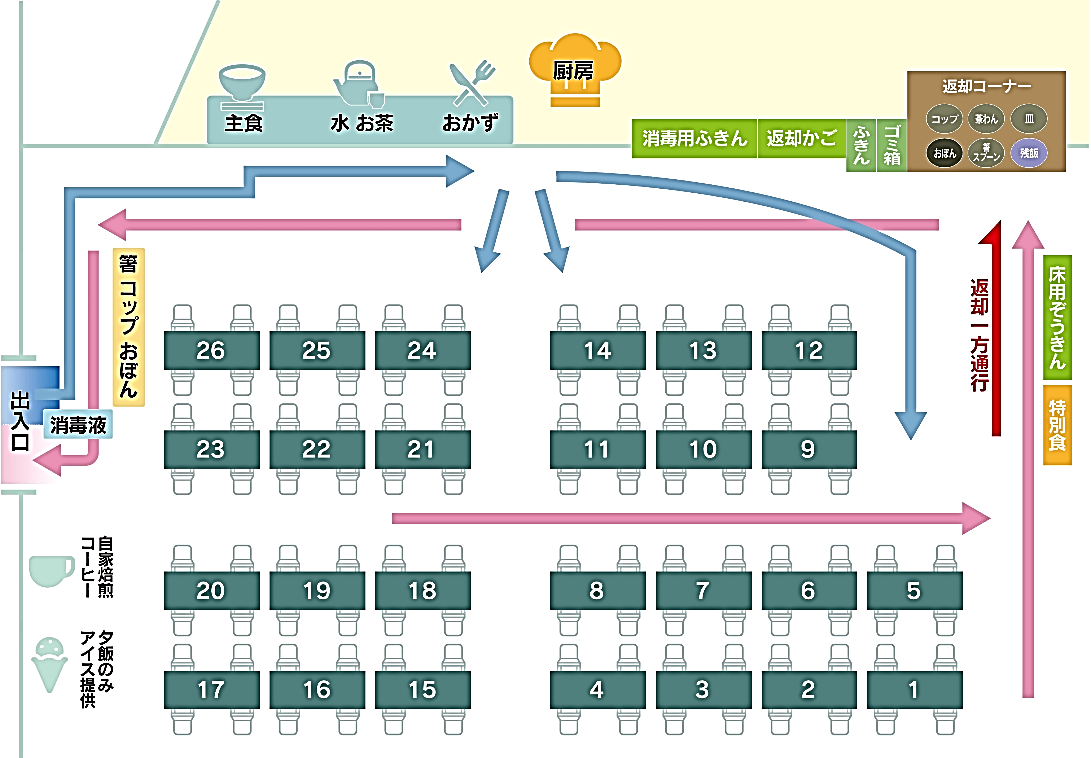 厨房
主食
水 お茶
おかず
消毒用ふきん
返却かご
ふきん
ゴミ箱
返却コーナー
コップ
茶わん
皿
おぼん
箸
スプーン
残飯
箸 コップ おぼん
出入口
消毒液
返却一方通行
床用ぞうきん
特別食
26
25
24
14
13
12
23
22
21
11
10
9
自家焙煎
コーヒー
20
19
18
8
7
6
5
夕飯のみ
アイス提供
17
16
15
4
3
2
1